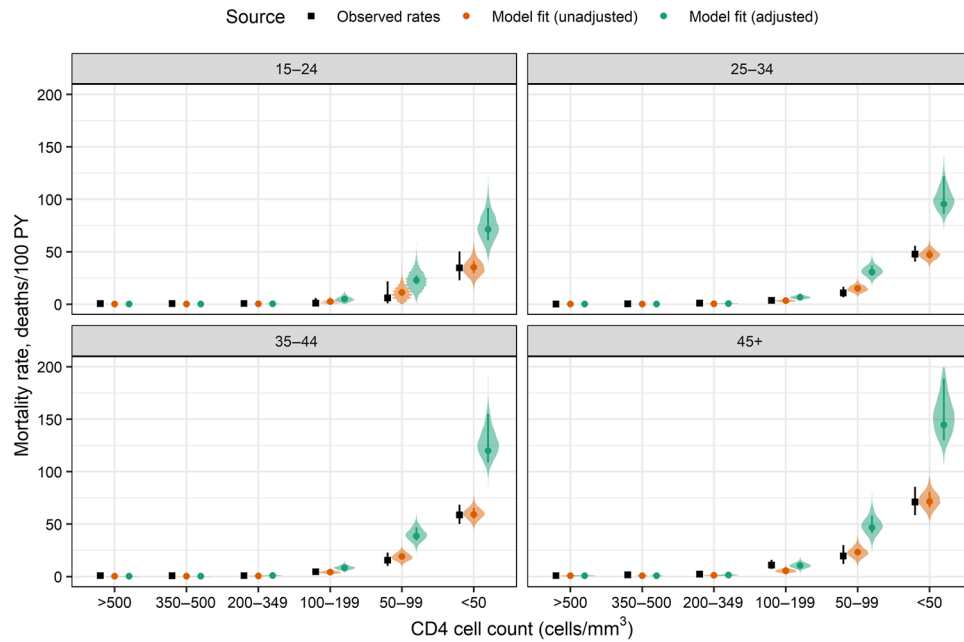 Source Observed rates Model fit (unadjusted) Model fit (adjusted)
15–24
25–34
200
150
100
50
0
35–44
45+
200
150
100
50
0
Mortality rate, deaths/100 PY
>500 350–500 200–349 100–199 50–99 <50
>500 350–500 200–349 100–199 50–99 <50
CD4 cell count (cells/mm³)